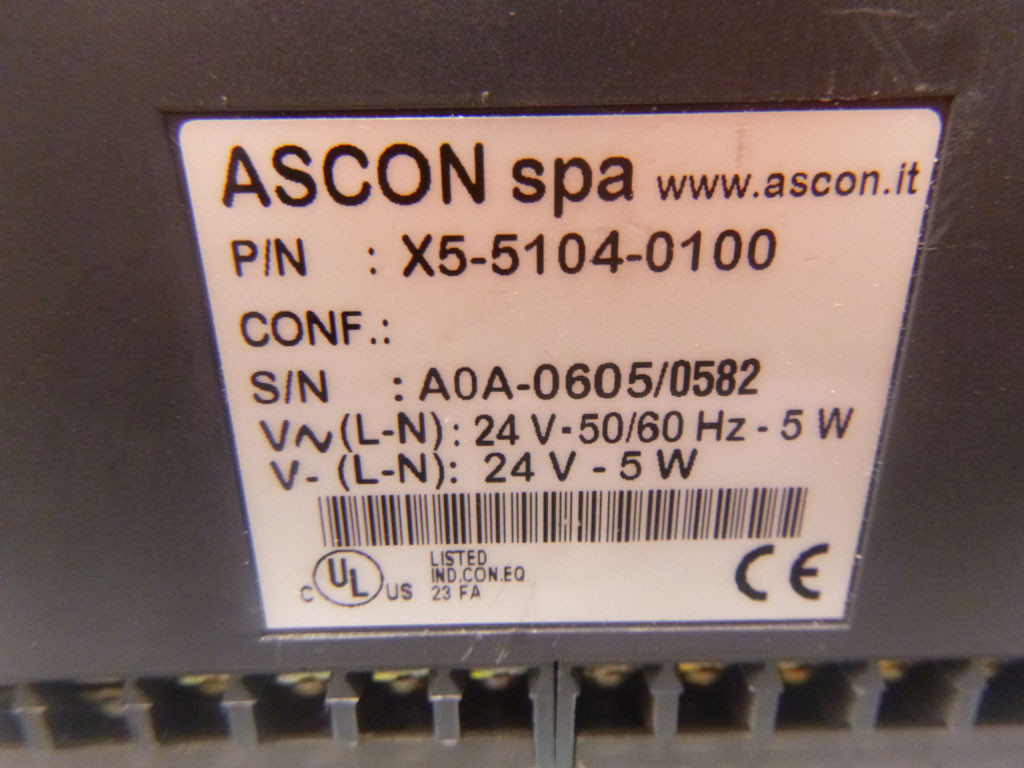 ASCON spa www.ascon.it
P/N : X5-5104-0100
CONF.:
S/N : A0A-0605/0582
V~ (L-N): 24 V-50/60 Hz - 5 W
V- (L-N): 24 V - 5 W
C UL US LISTED
IND.CON.EQ
23 FA
CE